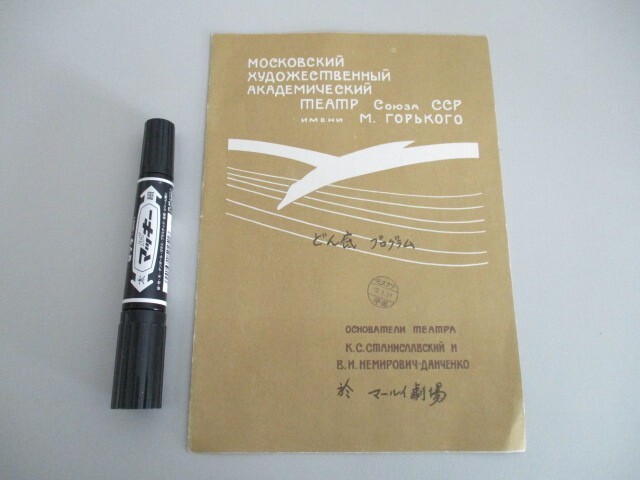 МОСКОВСКИЙ
ХУДОЖЕСТВЕННЫЙ
АКАДЕМИЧЕСКИЙ
ТЕАТР Союза ССР
ИМЕНИ М. ГОРЬКОГО
どん底 プログラム
ОСНОВАТЕЛИ ТЕАТРА
К.С.СТАНИСЛАВСКИЙ И
В.И.НЕМИРОВИЧ-ДАНЧЕНКО
於 マールイ劇場
マッキー